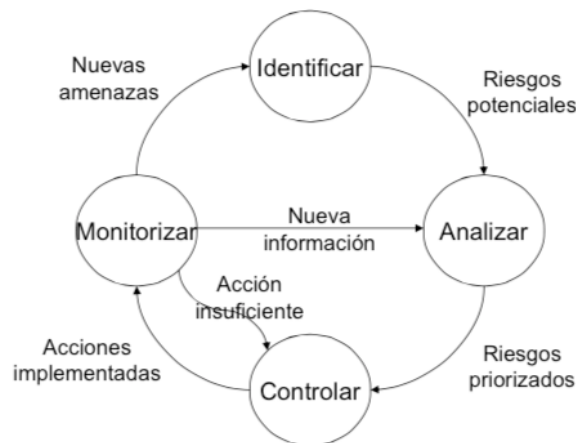 Identificar
Nuevas
amenazas
Riesgos
potenciales
Monitorizar
Nueva
información
Analizar
Acción
insuficiente
Acciones
implementadas
Riesgos
priorizados
Controlar